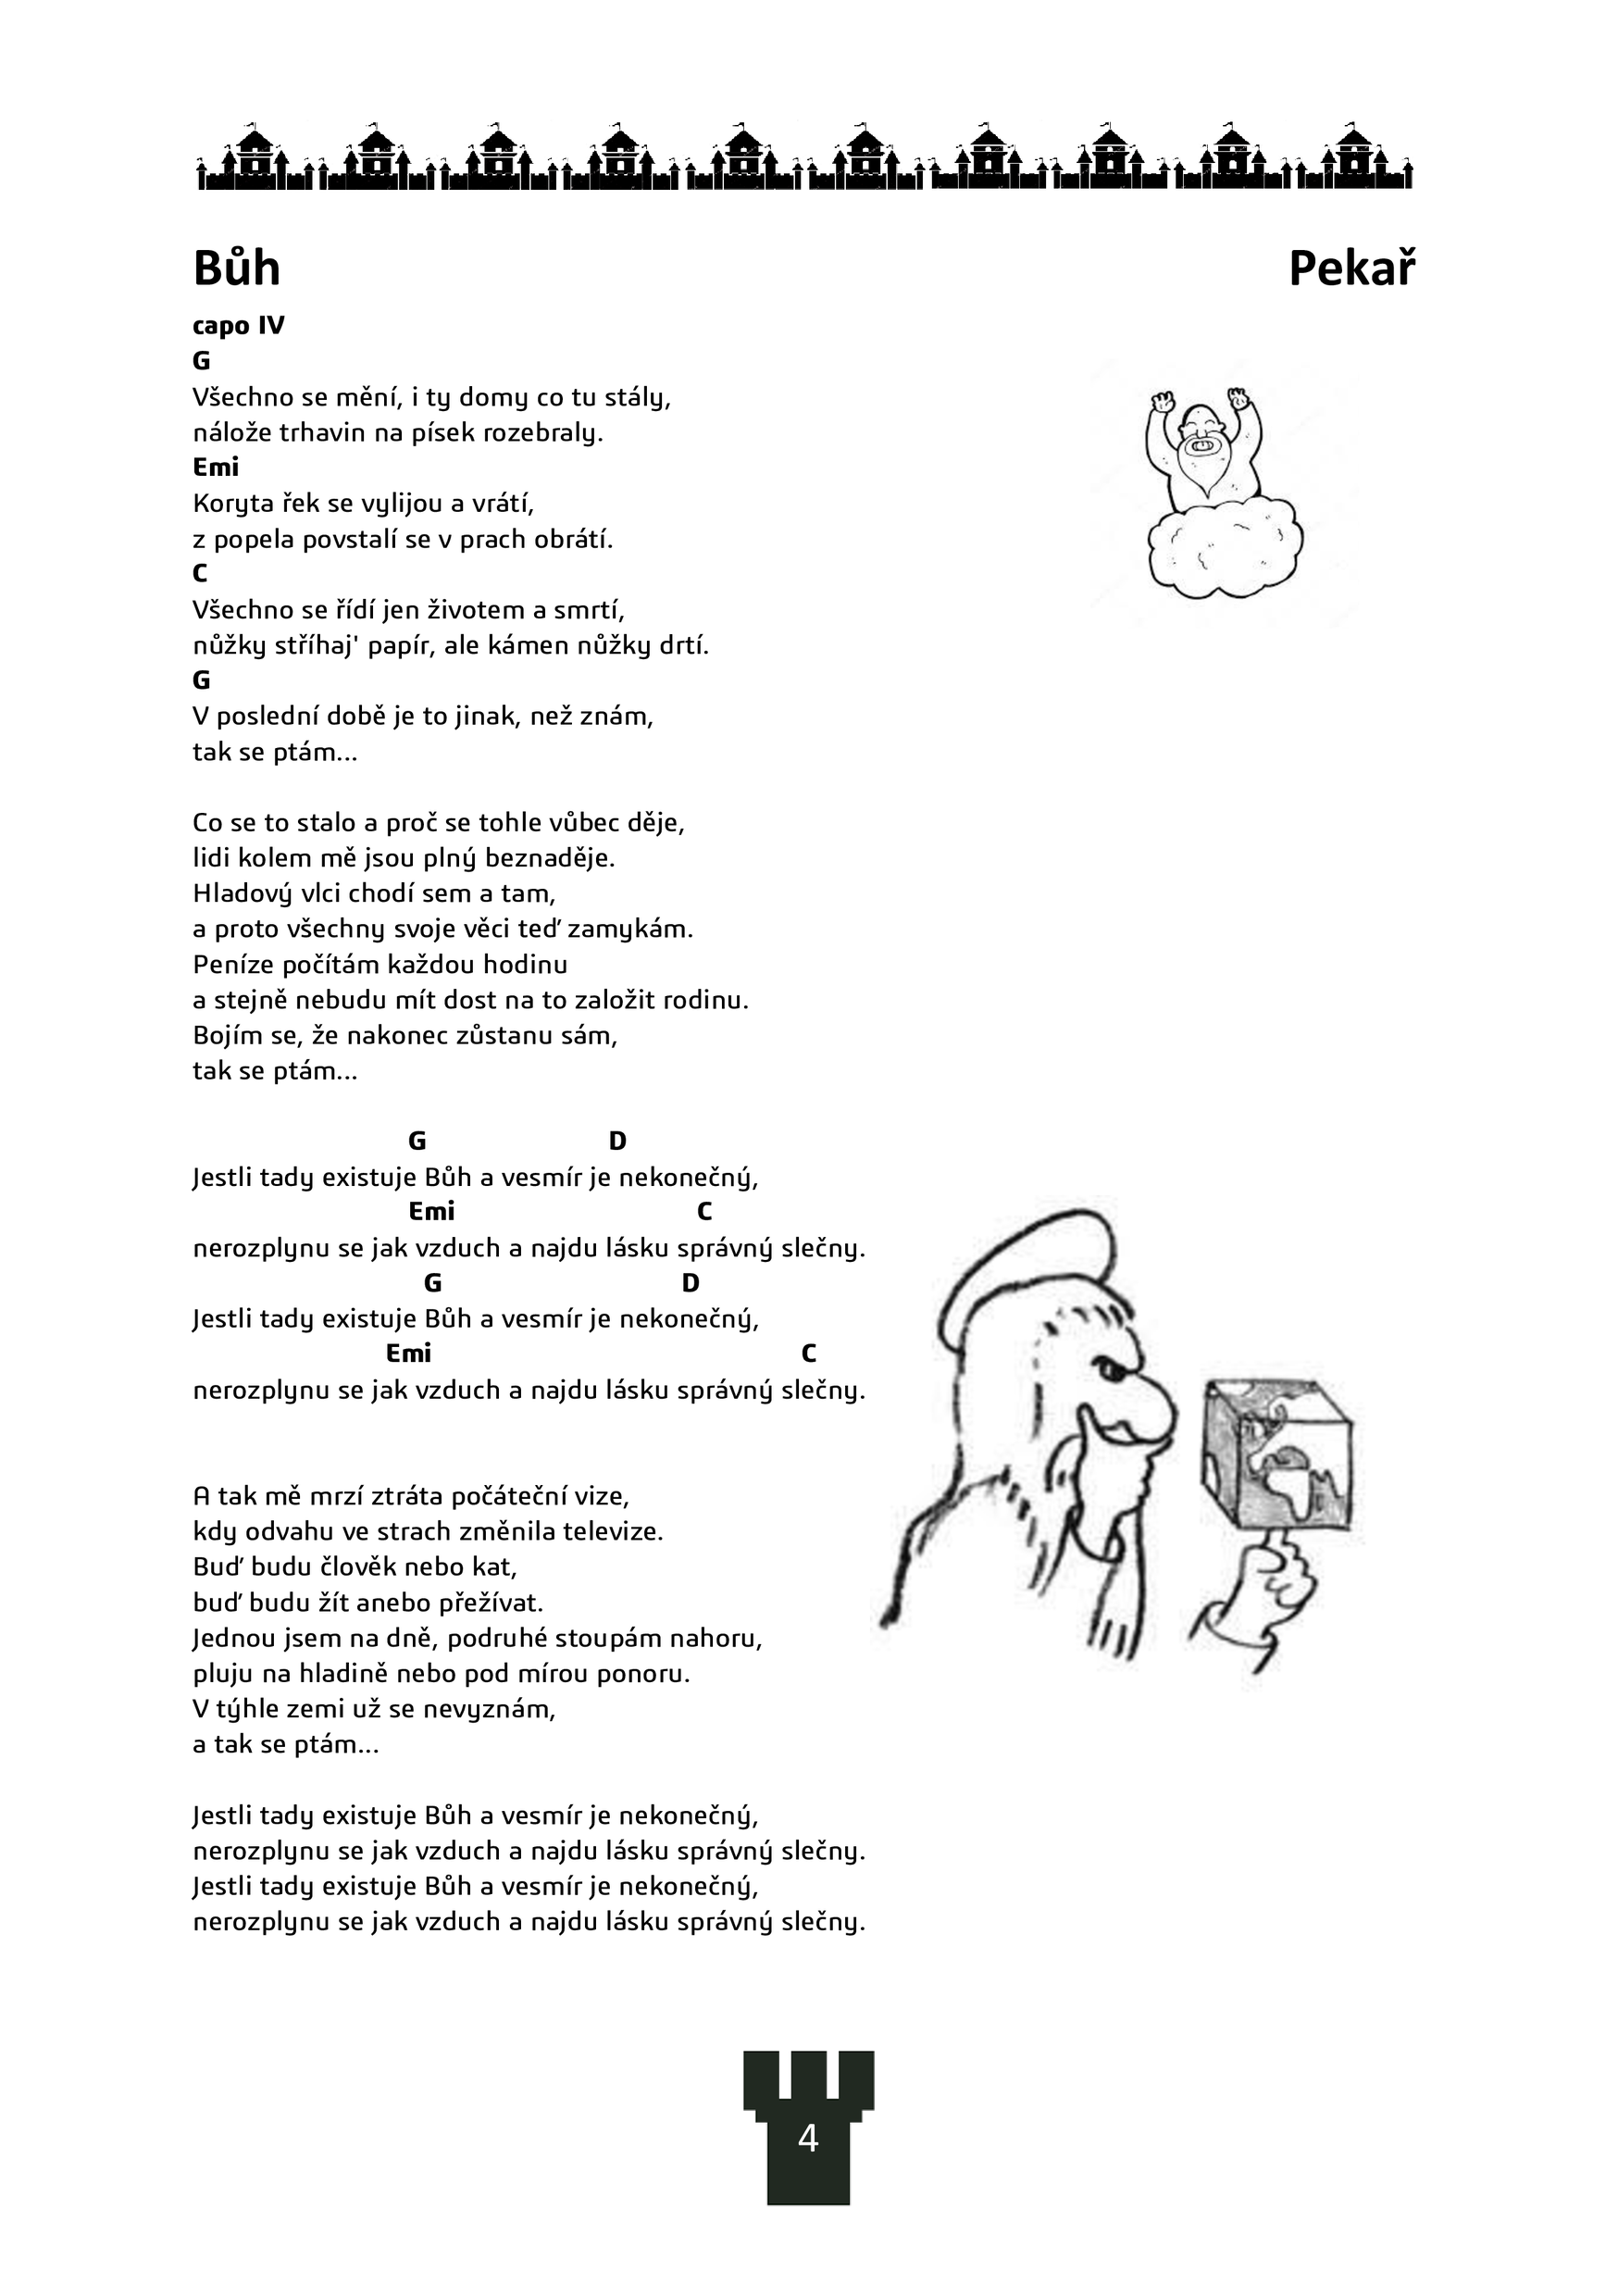 Bůh Pekař
capo IV
G
Všechno se mění, i ty domy co tu stály,
nálože trhavin na písek rozebraly.
Emi
Koryta řek se vylijou a vrátí,
z popela povstalí se v prach obrátí.
C
Všechno se řídí jen životem a smrtí,
nůžky stříhaj' papír, ale kámen nůžky drtí.
G
V poslední době je to jinak, než znám,
tak se ptám...

Co se to stalo a proč se tohle vůbec děje,
lidi kolem mě jsou plný beznaděje.
Hladový vlci chodí sem a tam,
a proto všechny svoje věci teď zamykám.
Peníze počítám každou hodinu
a stejně nebudu mít dost na to založit rodinu.
Bojím se, že nakonec zůstanu sám,
tak se ptám...

G D
Jestli tady existuje Bůh a vesmír je nekonečný,
Emi C
nerozplynu se jak vzduch a najdu lásku správný slečny.
G D
Jestli tady existuje Bůh a vesmír je nekonečný,
Emi C
nerozplynu se jak vzduch a najdu lásku správný slečny.

A tak mě mrzí ztráta počáteční vize,
kdy odvahu ve strach změnila televize.
Buď budu člověk nebo kat,
buď budu žít anebo přežívat.
Jednou jsem na dně, podruhé stoupám nahoru,
pluju na hladině nebo pod mírou ponoru.
V týhle zemi už se nevyznám,
a tak se ptám...

Jestli tady existuje Bůh a vesmír je nekonečný,
nerozplynu se jak vzduch a najdu lásku správný slečny.
Jestli tady existuje Bůh a vesmír je nekonečný,
nerozplynu se jak vzduch a najdu lásku správný slečny.

4